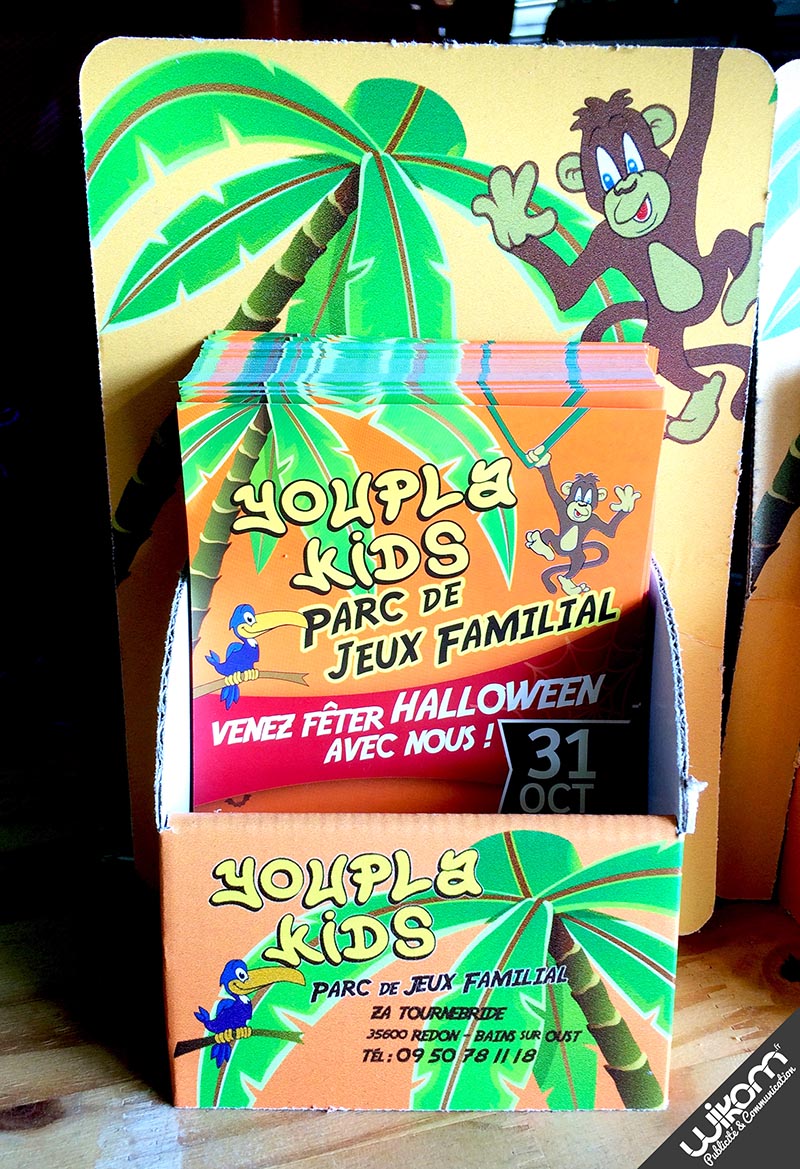 YOUPLA
KIDS
PARC DE
JEUX FAMILIAL
VENEZ FÊTER HALLOWEEN
AVEC NOUS !
31
OCT
YOUPLA
KIDS
PARC DE JEUX FAMILIAL
ZA TOURNEBRIDE
35600 REDON - BAINS SUR OUST
TÉL : 09 50 78 11 18
wikom.fr
Publicité & Communication